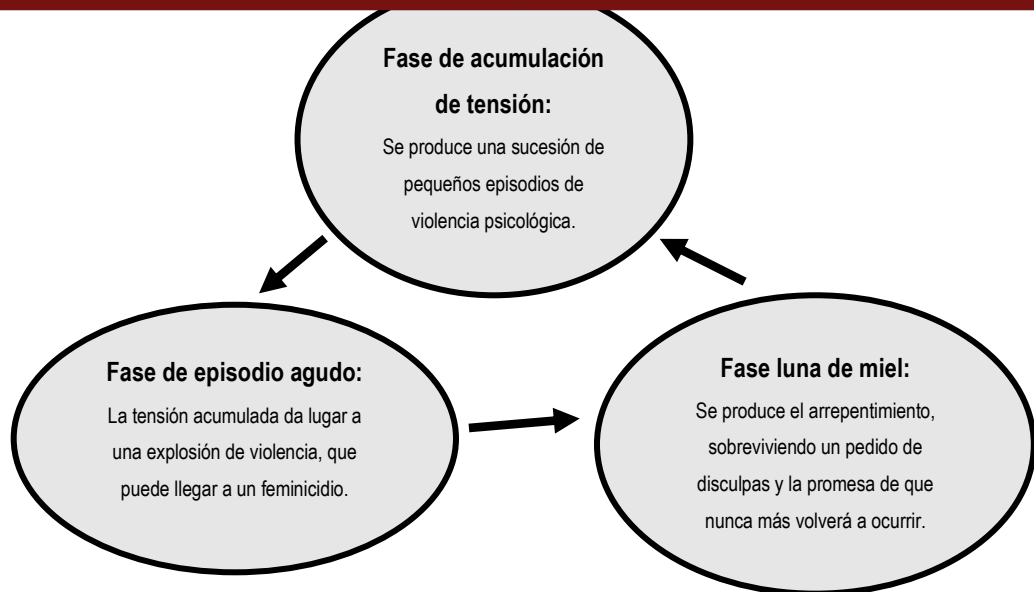 Fase de acumulación
de tensión:
Se produce una sucesión de
pequeños episodios de
violencia psicológica.
Fase de episodio agudo:
La tensión acumulada da lugar a
una explosión de violencia, que
puede llegar a un feminicidio.
Fase luna de miel:
Se produce el arrepentimiento,
sobreviviendo un pedido de
disculpas y la promesa de que
nunca más volverá a ocurrir.